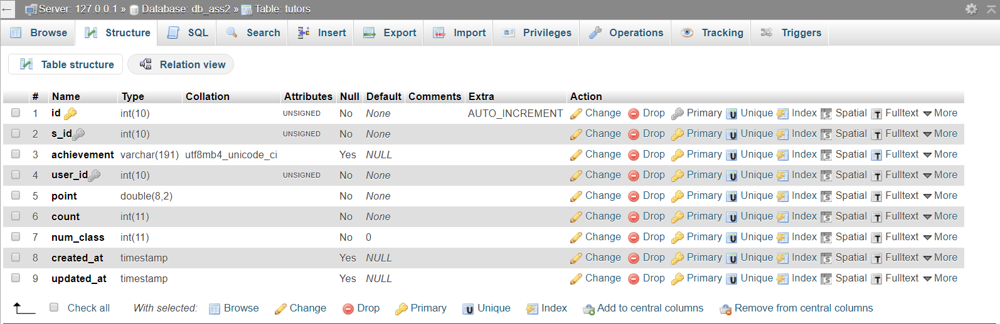 Server: 127.0.0.1 » Database: db_ass2 » Table: tutors
Browse Structure SQL Search Insert Export Import Privileges Operations Tracking Triggers
Table structure Relation view
# Name Type Collation Attributes Null Default Comments Extra Action
1 id int(10) UNSIGNED No None AUTO_INCREMENT Change Drop Primary Unique Index Spatial Fulltext More
2 s_id int(10) UNSIGNED No None Change Drop Primary Unique Index Spatial Fulltext More
3 achievement varchar(191) utf8mb4_unicode_ci Yes NULL Change Drop Primary Unique Index Spatial Fulltext More
4 user_id int(10) UNSIGNED No None Change Drop Primary Unique Index Spatial Fulltext More
5 point double(8,2) No None Change Drop Primary Unique Index Spatial Fulltext More
6 count int(11) No None Change Drop Primary Unique Index Spatial Fulltext More
7 num_class int(11) No 0 Change Drop Primary Unique Index Spatial Fulltext More
8 created_at timestamp Yes NULL Change Drop Primary Unique Index Spatial Fulltext More
9 updated_at timestamp Yes NULL Change Drop Primary Unique Index Spatial Fulltext More
Check all With selected: Browse Change Drop Primary Unique Index Add to central columns Remove from central columns